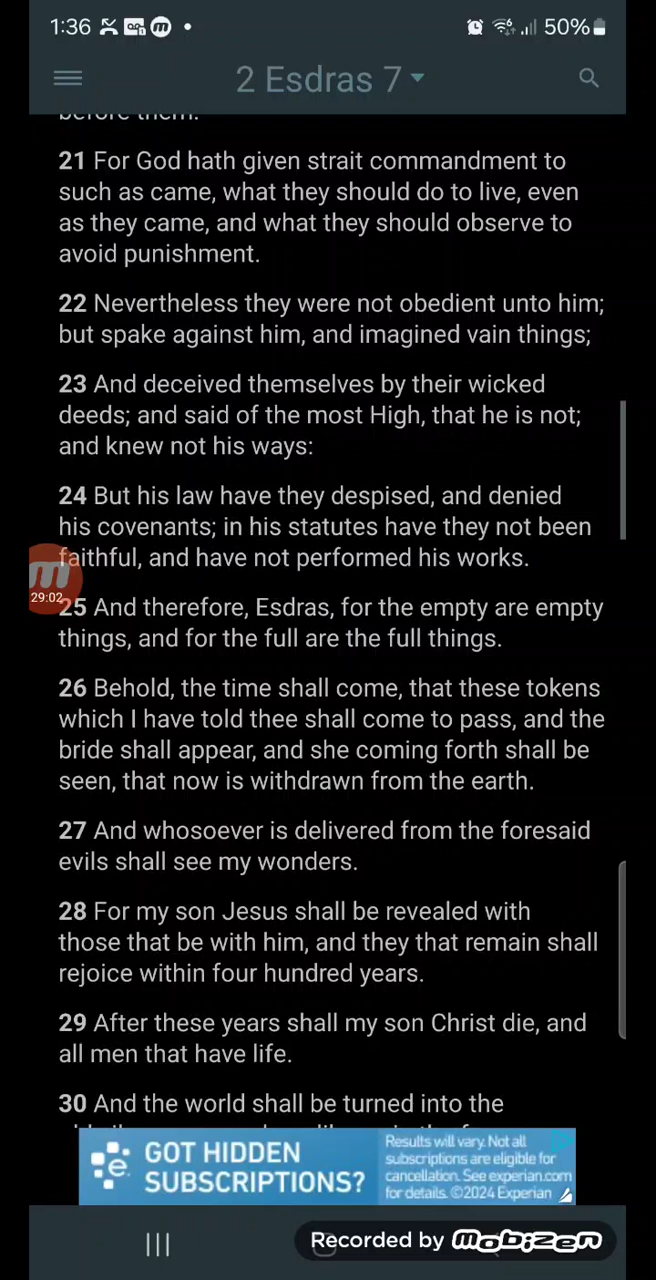 1:36
50%
2 Esdras 7
before them.
21 For God hath given strait commandment to
such as came, what they should do to live, even
as they came, and what they should observe to
avoid punishment.
22 Nevertheless they were not obedient unto him;
but spake against him, and imagined vain things;
23 And deceived themselves by their wicked
deeds; and said of the most High, that he is not;
and knew not his ways:
24 But his law have they despised, and denied
his covenants; in his statutes have they not been
faithful, and have not performed his works.
29:02
25 And therefore, Esdras, for the empty are empty
things, and for the full are the full things.
26 Behold, the time shall come, that these tokens
which I have told thee shall come to pass, and the
bride shall appear, and she coming forth shall be
seen, that now is withdrawn from the earth.
27 And whosoever is delivered from the foresaid
evils shall see my wonders.
28 For my son Jesus shall be revealed with
those that be with him, and they that remain shall
rejoice within four hundred years.
29 After these years shall my son Christ die, and
all men that have life.
30 And the world shall be turned into the
GOT HIDDEN
SUBSCRIPTIONS?
Results will vary. Not all
subscriptions are eligible for
cancellation. See experian.com
for details. ©2024 Experian
Recorded by mobizen